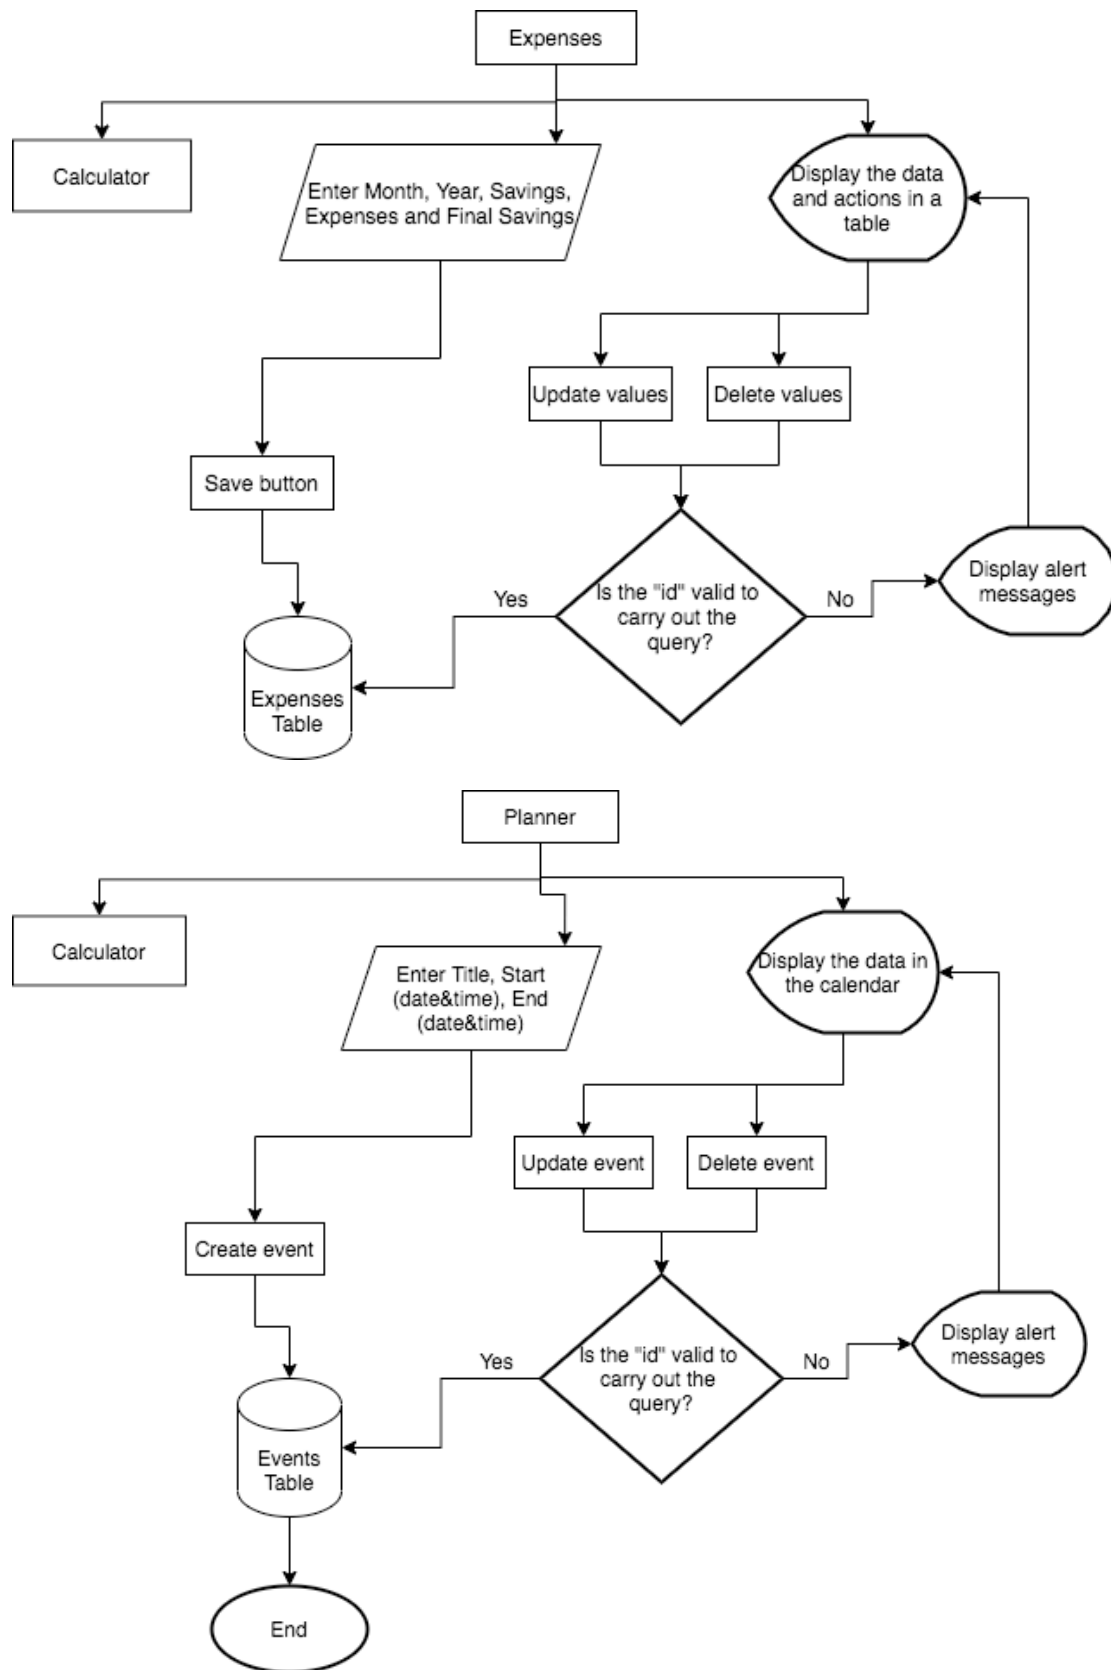 Expenses
Calculator
Enter Month, Year, Savings,
Expenses and Final Savings
Display the data
and actions in a
table
Update values
Delete values
Save button
Is the "id" valid to
carry out the
query?
Yes
No
Display alert
messages
Expenses
Table
Planner
Calculator
Enter Title, Start
(date&time), End
(date&time)
Display the data in
the calendar
Update event
Delete event
Create event
Is the "id" valid to
carry out the
query?
Yes
No
Display alert
messages
Events
Table
End